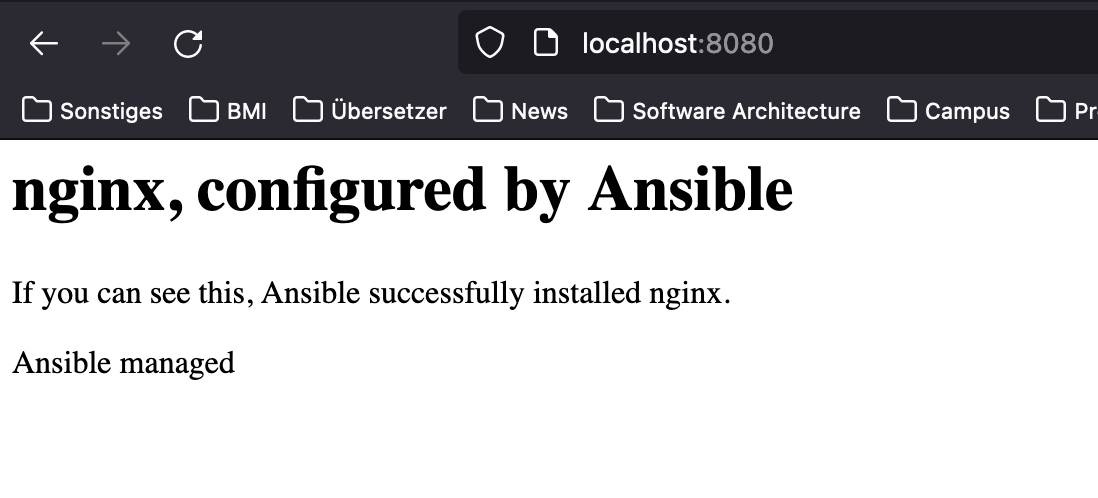 localhost:8080
Sonstiges BMI Übersetzer News Software Architecture Campus Pr
nginx, configured by Ansible
If you can see this, Ansible successfully installed nginx.
Ansible managed